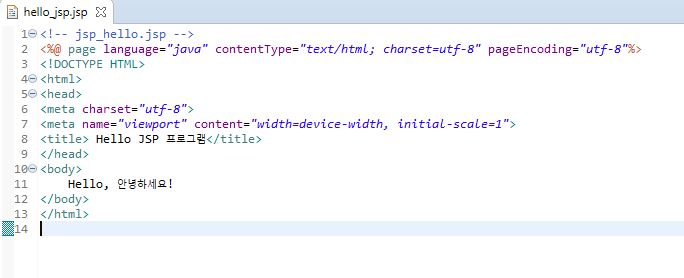 hello_jsp.jsp
1 <!-- jsp_hello.jsp -->
2 <%@ page language="java" contentType="text/html; charset=utf-8" pageEncoding="utf-8"%>
3 <!DOCTYPE HTML>
4 <html>
5 <head>
6 <meta charset="utf-8">
7 <meta name="viewport" content="width=device-width, initial-scale=1">
8 <title> Hello JSP 프로그램</title>
9 </head>
10 <body>
11     Hello, 안녕하세요!
12 </body>
13 </html>
14